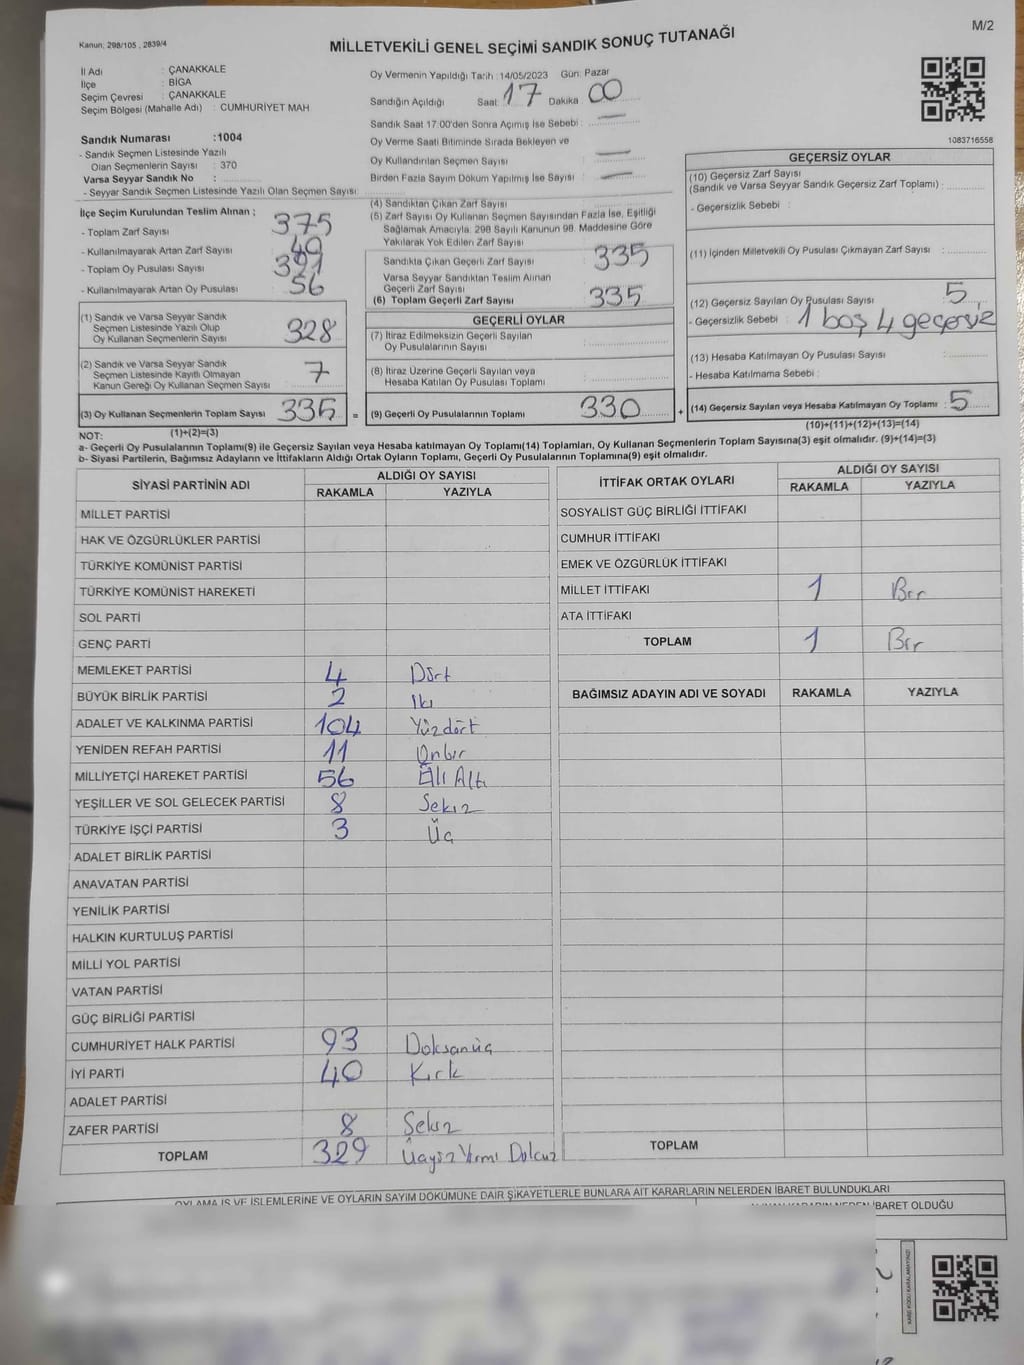 M/2
Kanun: 298/105 , 2839/4
MİLLETVEKİLİ GENEL SEÇİMİ SANDIK SONUÇ TUTANAĞI
İl Adı : ÇANAKKALE
İlçe : BİGA
Seçim Çevresi : ÇANAKKALE
Seçim Bölgesi (Mahalle Adı) : CUMHURİYET MAH
Sandık Numarası : 1004
- Sandık Seçmen Listesinde Yazılı
Olan Seçmenlerin Sayısı : 370
Varsa Seyyar Sandık No :
- Seyyar Sandık Seçmen Listesinde Yazılı Olan Seçmen Sayısı:
Oy Vermenin Yapıldığı Tarih :14/05/2023 Gün: Pazar
Sandığın Açıldığı Saat: 17 Dakika 00
Sandık Saat 17:00'den Sonra Açımış İse Sebebi :
Oy Verme Saati Bitiminde Sırada Bekleyen ve
Oy Kullandırılan Seçmen Sayısı
Birden Fazla Sayım Döküm Yapılmış İse Sayısı :
1083716558
İlçe Seçim Kurulundan Teslim Alınan ;
- Toplam Zarf Sayısı 375
- Kullanılmayarak Artan Zarf Sayısı 40
- Toplam Oy Pusulası Sayısı 391
- Kullanılmayarak Artan Oy Pusulası 56
(1) Sandık ve Varsa Seyyar Sandık
Seçmen Listesinde Yazılı Olup
Oy Kullanan Seçmenlerin Sayısı 328
(2) Sandık ve Varsa Seyyar Sandık
Seçmen Listesinde Kayıtlı Olmayan
Kanun Gereği Oy Kullanan Seçmen Sayısı 7
(3) Oy Kullanan Seçmenlerin Toplam Sayısı 335 =
(1)+(2)=(3)
(4) Sandıktan Çıkan Zarf Sayısı
(5) Zarf Sayısı Oy Kullanan Seçmen Sayısından Fazla İse, Eşitliği
Sağlamak Amacıyla: 298 Sayılı Kanunun 98. Maddesine Göre
Yakılarak Yok Edilen Zarf Sayısı
Sandıkta Çıkan Geçerli Zarf Sayısı 335
Varsa Seyyar Sandıktan Teslim Alınan
Geçerli Zarf Sayısı
(6) Toplam Geçerli Zarf Sayısı 335
GEÇERLİ OYLAR
(7) İtiraz Edilmeksizin Geçerli Sayılan
Oy Pusulalarının Sayısı
(8) İtiraz Üzerine Geçerli Sayılan veya
Hesaba Katılan Oy Pusulası Toplamı
(9) Geçerli Oy Pusulalarının Toplamı 330 +
GEÇERSİZ OYLAR
(10) Geçersiz Zarf Sayısı
(Sandık ve Varsa Seyyar Sandık Geçersiz Zarf Toplamı) :
- Geçersizlik Sebebi :
(11) İçinden Milletvekili Oy Pusulası Çıkmayan Zarf Sayısı :
(12) Geçersiz Sayılan Oy Pusulası Sayısı 5
- Geçersizlik Sebebi : 1 boş 4 geçersiz
(13) Hesaba Katılmayan Oy Pusulası Sayısı
- Hesaba Katılmama Sebebi :
(14) Geçersiz Sayılan veya Hesaba Katılmayan Oy Toplamı : 5
(10)+(11)+(12)+(13)=(14)
NOT:
a- Geçerli Oy Pusulalarının Toplamı(9) ile Geçersiz Sayılan veya Hesaba katılmayan Oy Toplamı(14) Toplamları, Oy Kullanan Seçmenlerin Toplam Sayısına(3) eşit olmalıdır. (9)+(14)=(3)
b- Siyasi Partilerin, Bağımsız Adayların ve İttifakların Aldığı Ortak Oyların Toplamı, Geçerli Oy Pusulalarının Toplamına(9) eşit olmalıdır.
SİYASİ PARTİNİN ADI ALDIĞI OY SAYISI
RAKAMLA YAZIYLA
MİLLET PARTİSİ
HAK VE ÖZGÜRLÜKLER PARTİSİ
TÜRKİYE KOMÜNİST PARTİSİ
TÜRKİYE KOMÜNİST HAREKETİ
SOL PARTİ
GENÇ PARTİ
MEMLEKET PARTİSİ 4 Dört
BÜYÜK BİRLİK PARTİSİ 2 İki
ADALET VE KALKINMA PARTİSİ 104 Yüzdört
YENİDEN REFAH PARTİSİ 11 Onbir
MİLLİYETÇİ HAREKET PARTİSİ 56 Elli Altı
YEŞİLLER VE SOL GELECEK PARTİSİ 8 Sekiz
TÜRKİYE İŞÇİ PARTİSİ 3 Üç
ADALET BİRLİK PARTİSİ
ANAVATAN PARTİSİ
YENİLİK PARTİSİ
HALKIN KURTULUŞ PARTİSİ
MİLLİ YOL PARTİSİ
VATAN PARTİSİ
GÜÇ BİRLİĞİ PARTİSİ
CUMHURİYET HALK PARTİSİ 93 Doksanüç
İYİ PARTİ 40 Kırk
ADALET PARTİSİ
ZAFER PARTİSİ 8 Sekiz
TOPLAM 329 Üçyüz Yirmi Dokuz
İTTİFAK ORTAK OYLARI ALDIĞI OY SAYISI
RAKAMLA YAZIYLA
SOSYALİST GÜÇ BİRLİĞİ İTTİFAKI
CUMHUR İTTİFAKI
EMEK VE ÖZGÜRLÜK İTTİFAKI
MİLLET İTTİFAKI 1 Bir
ATA İTTİFAKI
TOPLAM 1 Bir
BAĞIMSIZ ADAYIN ADI VE SOYADI RAKAMLA YAZIYLA
TOPLAM
OYLAMA İŞ VE İŞLEMLERİNE VE OYLARIN SAYIM DÖKÜMÜNE DAİR ŞİKAYETLERLE BUNLARA AİT KARARLARIN NELERDEN İBARET BULUNDUKLARI
İBARET OLDUĞU
KARE KODU KARALAMAYINIZ!